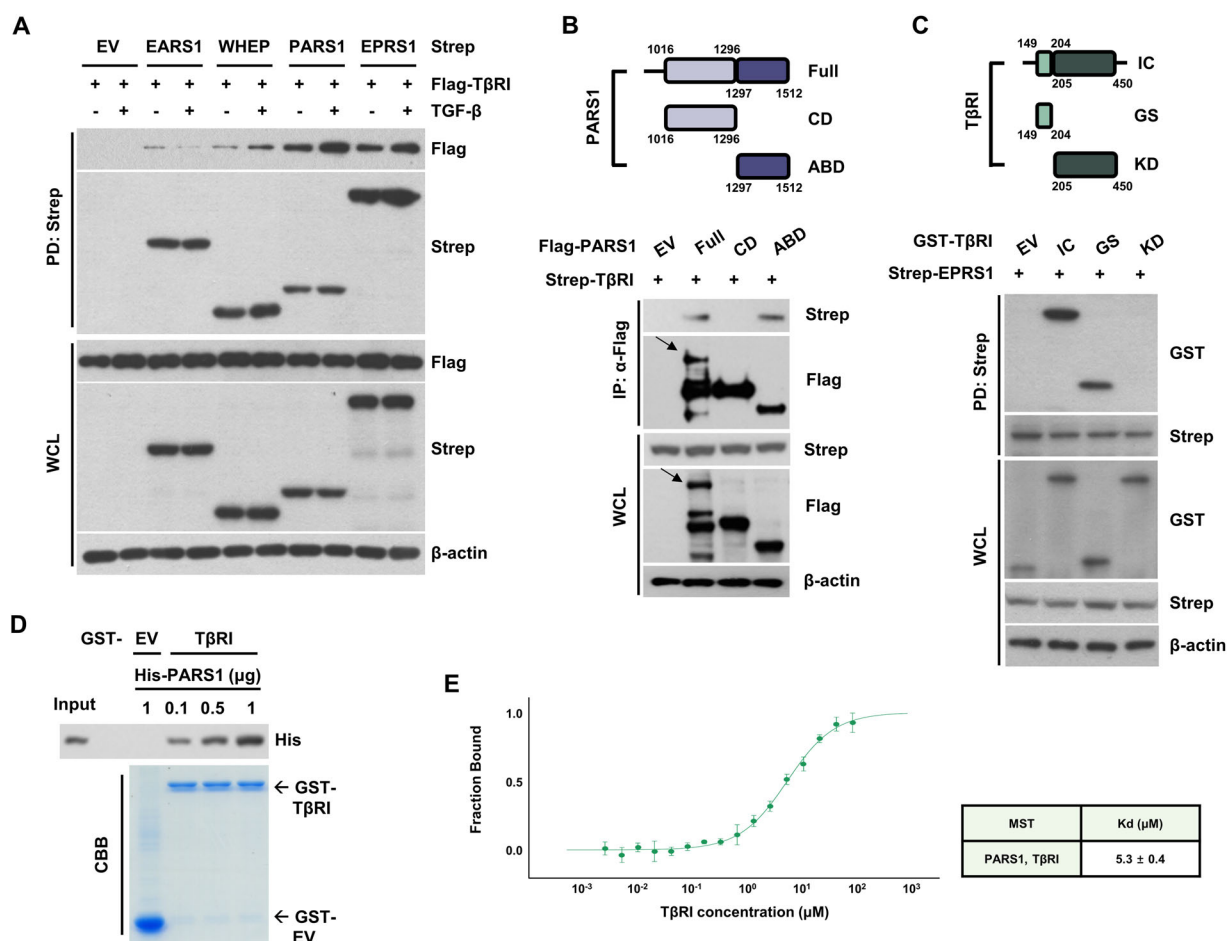 A
EV EARS1 WHEP PARS1 EPRS1 Strep
+ + + + + + + + + + Flag-TβRI
- + - + - + - + - + TGF-β
PD: Strep
Flag
Strep
WCL
Flag
Strep
β-actin
B
PARS1
1016 1296 Full
1297 1512
CD
1016 1296
ABD
1297 1512
Flag-PARS1 EV Full CD ABD
Strep-TβRI + + + +
IP: α-Flag
Strep
Flag
WCL
Strep
Flag
β-actin
C
TβRI
149 204 IC
205 450
GS
149 204
KD
205 450
GST-TβRI EV IC GS KD
Strep-EPRS1 + + + +
PD: Strep
GST
Strep
WCL
GST
Strep
β-actin
D
GST- EV TβRI
His-PARS1 (μg)
Input 1 0.1 0.5 1
His
CBB
← GST-
TβRI
← GST-
EV
E
Fraction Bound
1.0
0.5
0.0
10-3 10-2 10-1 100 101 102 103
TβRI concentration (μM)
MST Kd (μM)
PARS1, TβRI 5.3 ± 0.4